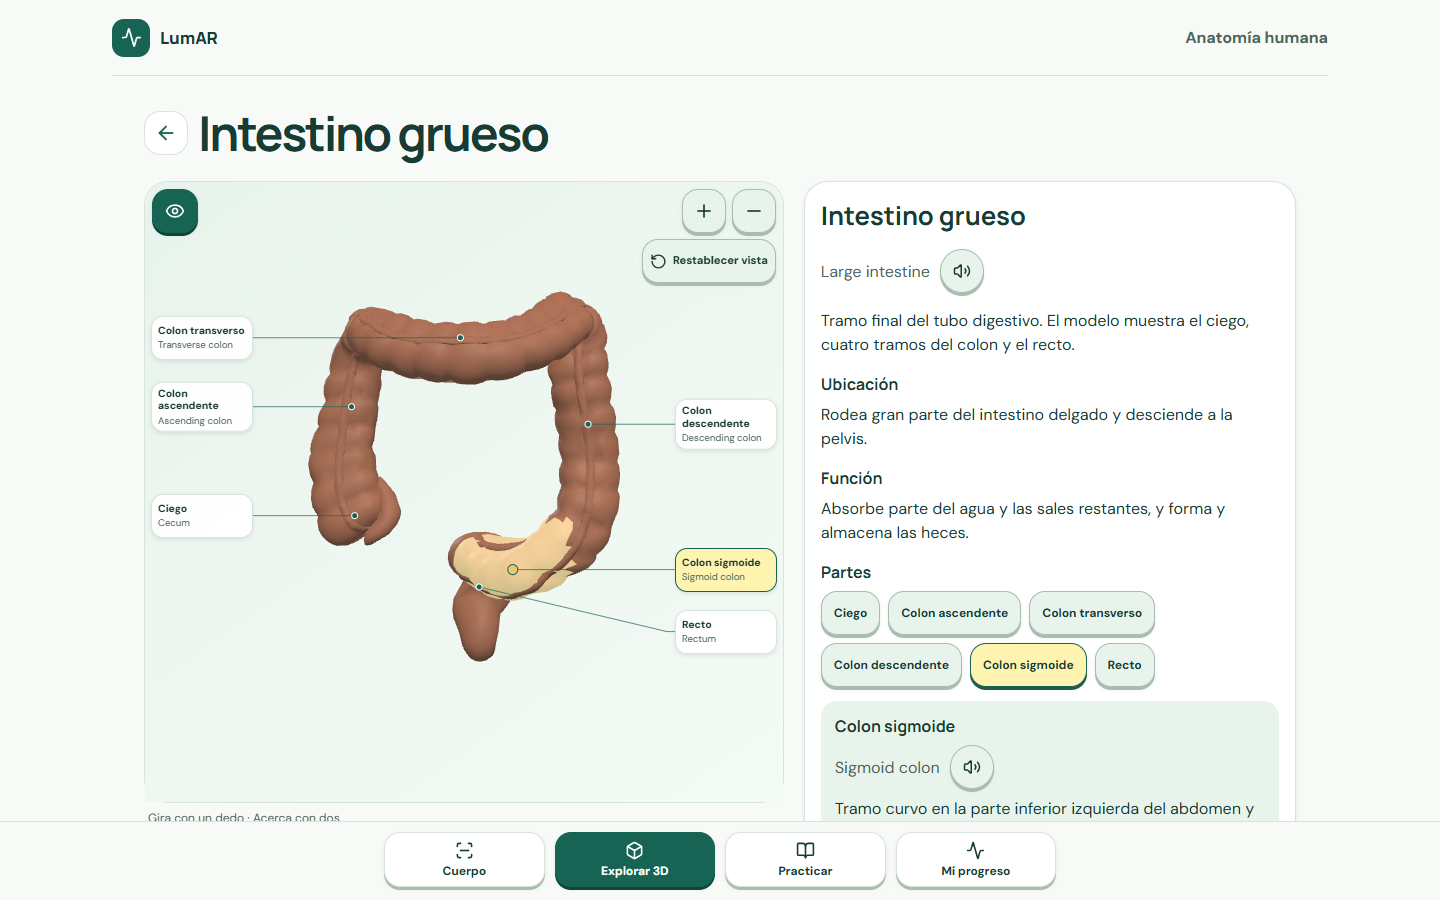 LumAR
Anatomía humana
Intestino grueso
Restablecer vista
Colon transverso
Transverse colon
Colon
ascendente
Ascending colon
Ciego
Cecum
Colon
descendente
Descending colon
Colon sigmoide
Sigmoid colon
Recto
Rectum
Gira con un dedo · Acerca con dos
Intestino grueso
Large intestine
Tramo final del tubo digestivo. El modelo muestra el ciego,
cuatro tramos del colon y el recto.
Ubicación
Rodea gran parte del intestino delgado y desciende a la
pelvis.
Función
Absorbe parte del agua y las sales restantes, y forma y
almacena las heces.
Partes
Ciego
Colon ascendente
Colon transverso
Colon descendente
Colon sigmoide
Recto
Colon sigmoide
Sigmoid colon
Tramo curvo en la parte inferior izquierda del abdomen y
Cuerpo
Explorar 3D
Practicar
Mi progreso